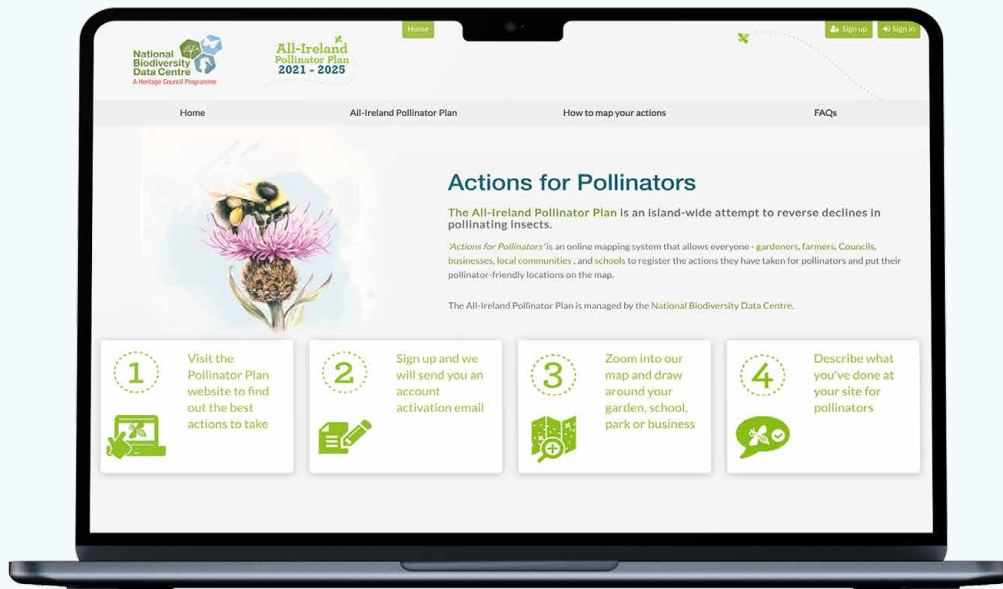 Home
Sign up
Sign in
National
Biodiversity
Data Centre
A Heritage Council Programme
All-Ireland
Pollinator Plan
2021 - 2025
Home
All-Ireland Pollinator Plan
How to map your actions
FAQs
Actions for Pollinators
The All-Ireland Pollinator Plan is an island-wide attempt to reverse declines in
pollinating insects.
'Actions for Pollinators' is an online mapping system that allows everyone - gardeners, farmers, Councils,
businesses, local communities , and schools to register the actions they have taken for pollinators and put their
pollinator-friendly locations on the map.
The All-Ireland Pollinator Plan is managed by the National Biodiversity Data Centre.
1
Visit the
Pollinator Plan
website to find
out the best
actions to take
2
Sign up and we
will send you an
account
activation email
3
Zoom into our
map and draw
around your
garden, school,
park or business
4
Describe what
you've done at
your site for
pollinators